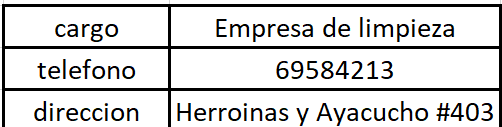 cargo Empresa de limpieza
telefono 69584213
direccion Herroinas y Ayacucho #403